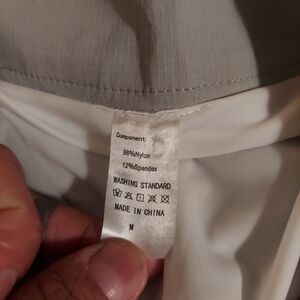 Component
88%Nylon
12%Spandex
WASHING STANDARD
MADE IN CHINA
M